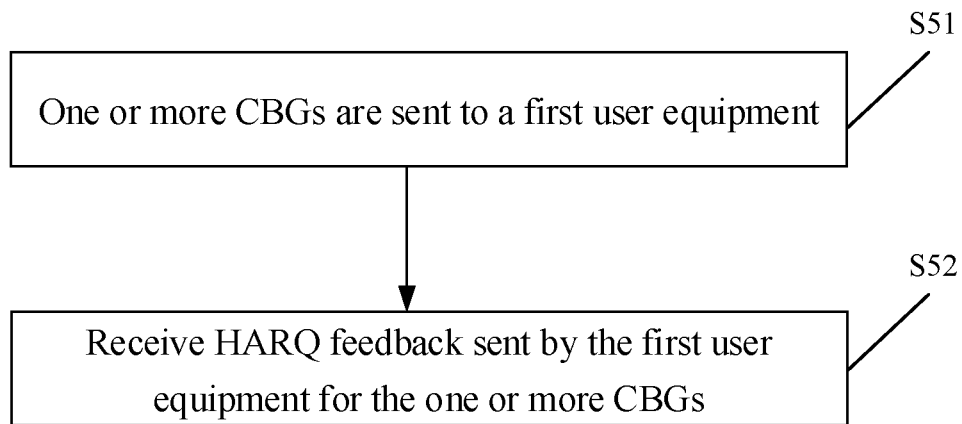 S51
One or more CBGs are sent to a first user equipment
S52
Receive HARQ feedback sent by the first user
equipment for the one or more CBGs